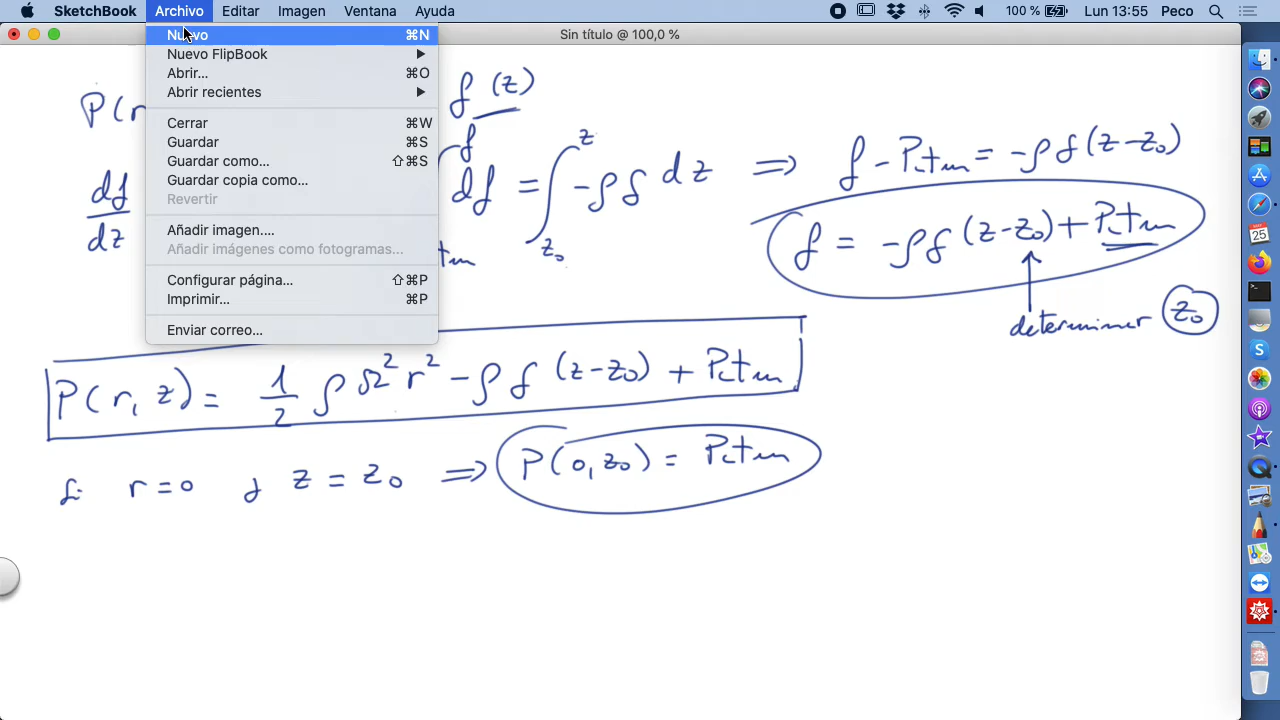 SketchBook Archivo Editar Imagen Ventana Ayuda 100 % Lun 13:55 Peco
Sin título @ 100,0 %
Nuevo ⌘N
Nuevo FlipBook
Abrir... ⌘O
Abrir recientes
Cerrar ⌘W
Guardar ⌘S
Guardar como... ⇧⌘S
Guardar copia como...
Revertir
Añadir imagen....
Añadir imágenes como fotogramas...
Configurar página... ⇧⌘P
Imprimir... ⌘P
Enviar correo...
P(r f(z)
df/dz df = ∫ -ρg dz ⟹ f - Patm = -ρg(z-z₀)
z₀
f = -ρg(z-z₀) + Patm
determinar z₀
P(r, z) = 1/2 ρΩ²r² - ρg(z-z₀) + Patm
r=0 y z = z₀ ⟹ P(0,z₀) = Patm
25